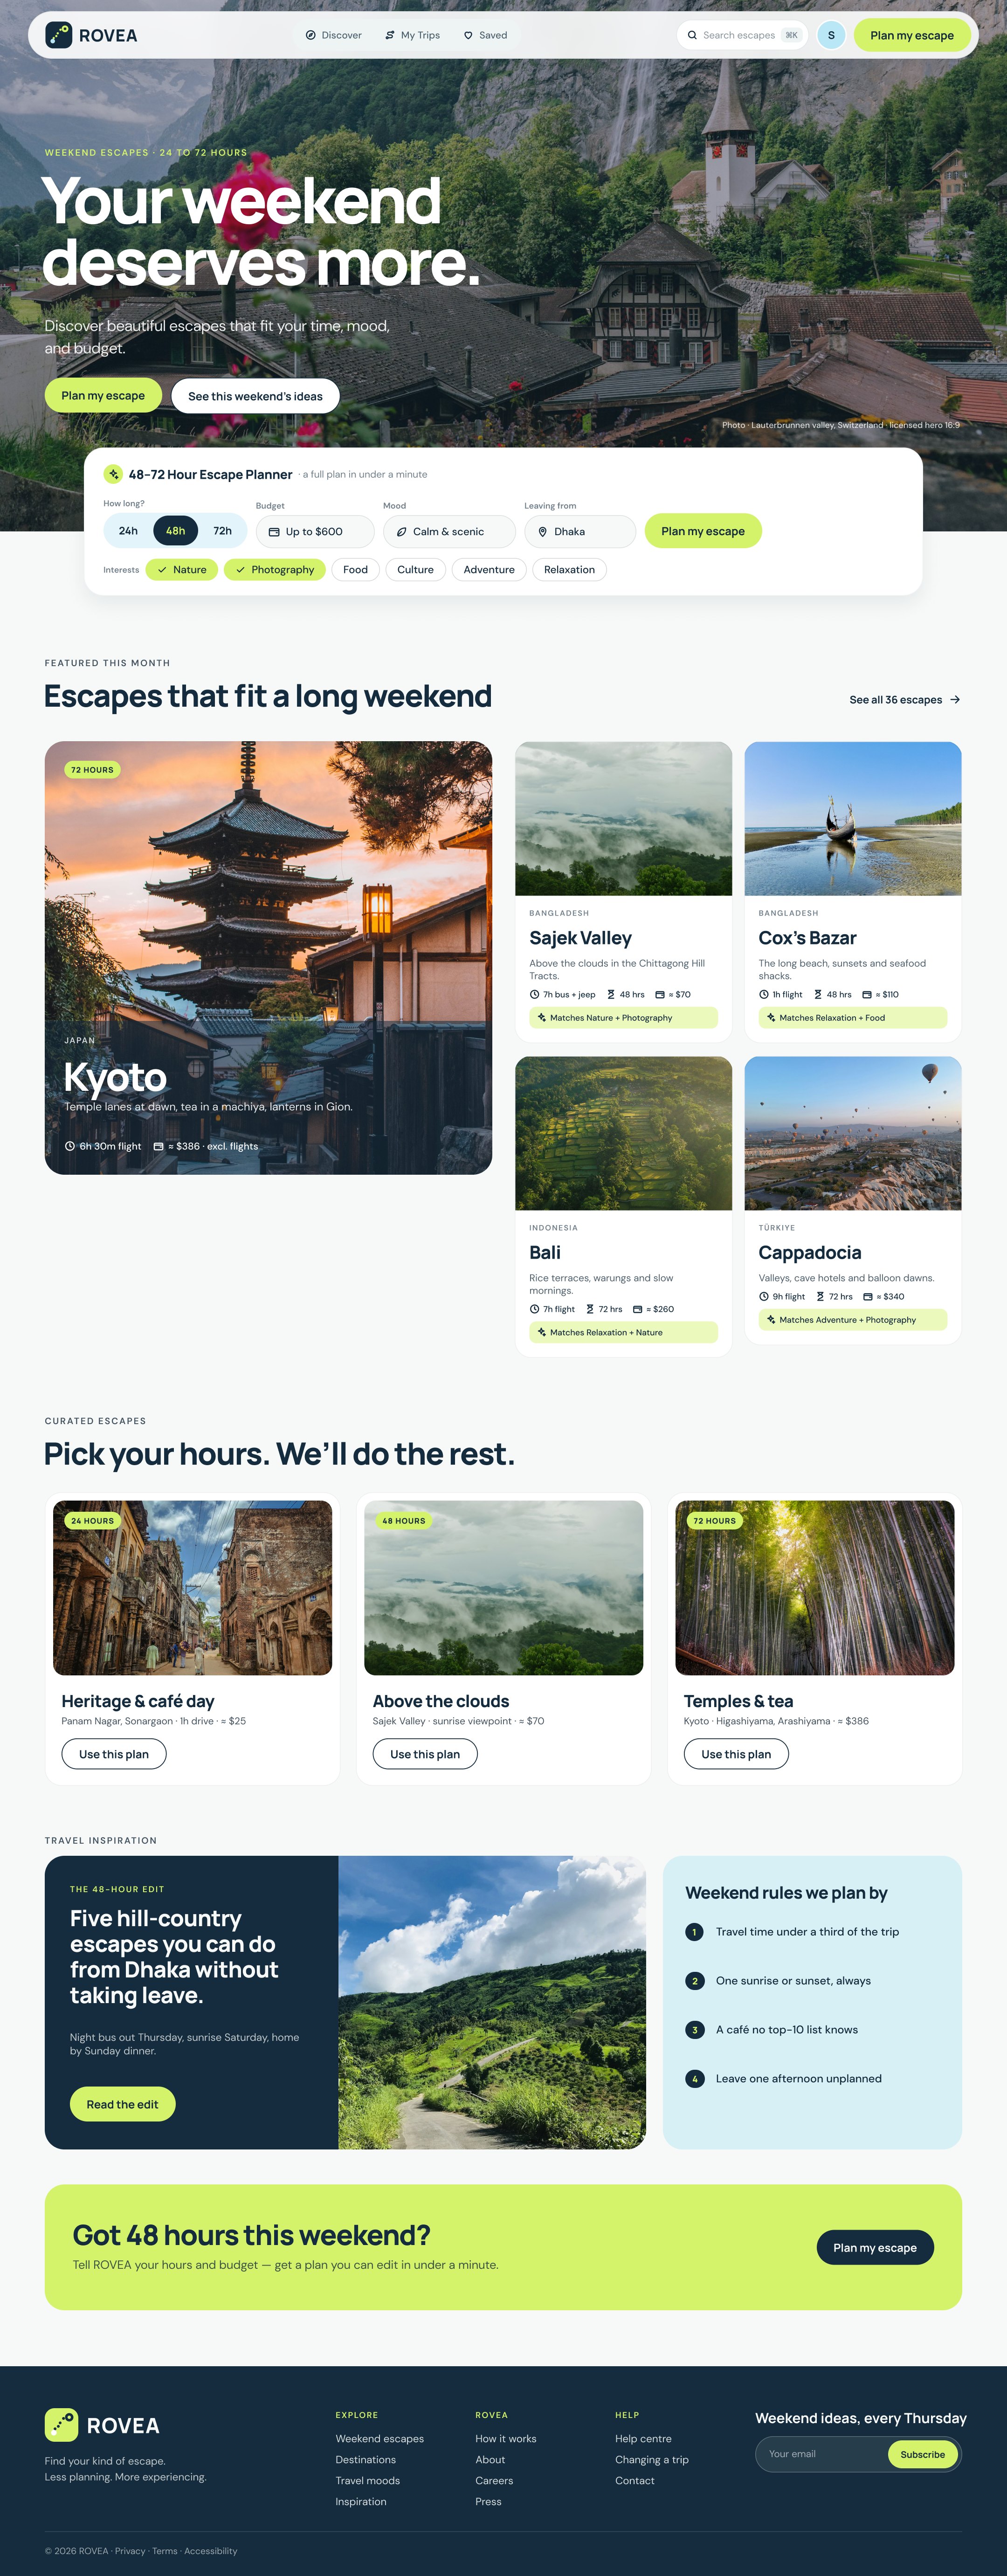 ROVEA
Discover
My Trips
Saved
Search escapes
⌘K
S
Plan my escape
WEEKEND ESCAPES · 24 TO 72 HOURS
Your weekend
deserves more.
Discover beautiful escapes that fit your time, mood,
and budget.
Plan my escape
See this weekend's ideas
Photo · Lauterbrunnen valley, Switzerland · licensed hero 16:9
48–72 Hour Escape Planner · a full plan in under a minute
How long?
24h
48h
72h
Budget
Up to $600
Mood
Calm & scenic
Leaving from
Dhaka
Plan my escape
Interests
Nature
Photography
Food
Culture
Adventure
Relaxation
FEATURED THIS MONTH
Escapes that fit a long weekend
See all 36 escapes
72 HOURS
JAPAN
Kyoto
Temple lanes at dawn, tea in a machiya, lanterns in Gion.
6h 30m flight
≈ $386 · excl. flights
BANGLADESH
Sajek Valley
Above the clouds in the Chittagong Hill
Tracts.
7h bus + jeep
48 hrs
≈ $70
Matches Nature + Photography
BANGLADESH
Cox's Bazar
The long beach, sunsets and seafood
shacks.
1h flight
48 hrs
≈ $110
Matches Relaxation + Food
INDONESIA
Bali
Rice terraces, warungs and slow
mornings.
7h flight
72 hrs
≈ $260
Matches Relaxation + Nature
TÜRKIYE
Cappadocia
Valleys, cave hotels and balloon dawns.
9h flight
72 hrs
≈ $340
Matches Adventure + Photography
CURATED ESCAPES
Pick your hours. We'll do the rest.
24 HOURS
Heritage & café day
Panam Nagar, Sonargaon · 1h drive · ≈ $25
Use this plan
48 HOURS
Above the clouds
Sajek Valley · sunrise viewpoint · ≈ $70
Use this plan
72 HOURS
Temples & tea
Kyoto · Higashiyama, Arashiyama · ≈ $386
Use this plan
TRAVEL INSPIRATION
THE 48-HOUR EDIT
Five hill-country
escapes you can do
from Dhaka without
taking leave.
Night bus out Thursday, sunrise Saturday, home
by Sunday dinner.
Read the edit
Weekend rules we plan by
1 Travel time under a third of the trip
2 One sunrise or sunset, always
3 A café no top-10 list knows
4 Leave one afternoon unplanned
Got 48 hours this weekend?
Tell ROVEA your hours and budget — get a plan you can edit in under a minute.
Plan my escape
ROVEA
Find your kind of escape.
Less planning. More experiencing.
EXPLORE
Weekend escapes
Destinations
Travel moods
Inspiration
ROVEA
How it works
About
Careers
Press
HELP
Help centre
Changing a trip
Contact
Weekend ideas, every Thursday
Your email
Subscribe
© 2026 ROVEA · Privacy · Terms · Accessibility